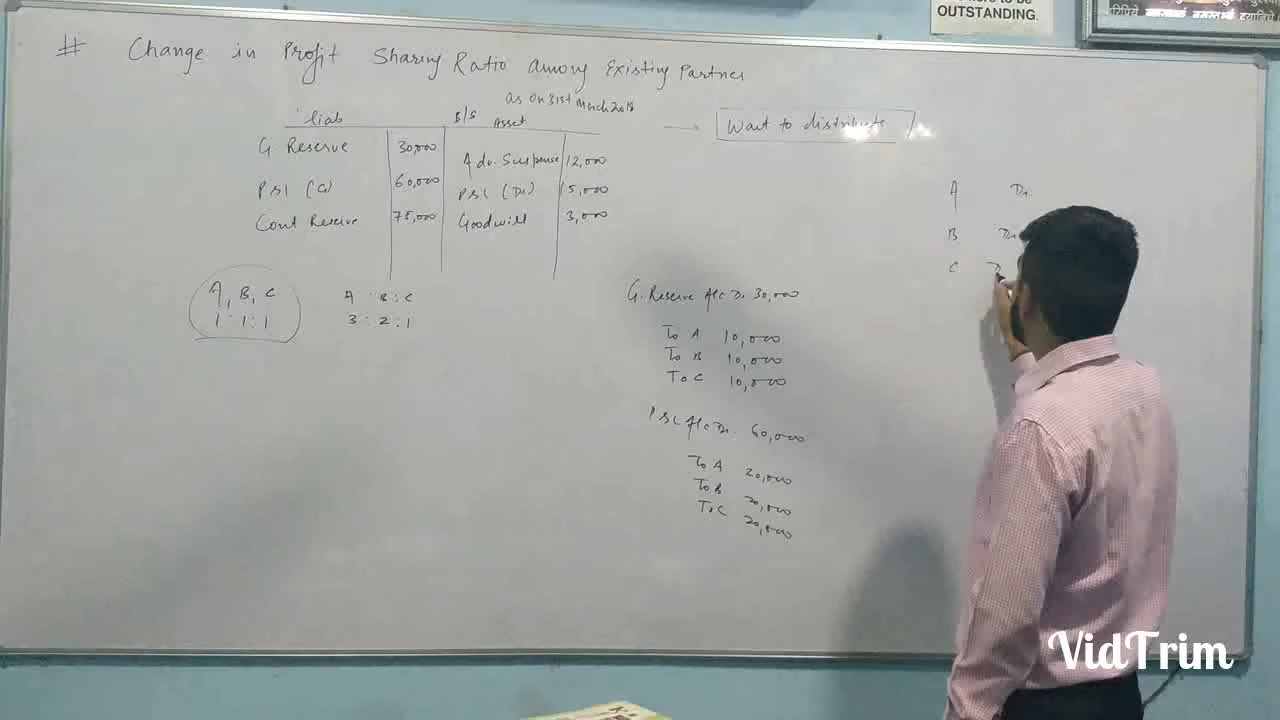 OUTSTANDING.
# Change in Profit Sharing Ratio among Existing Partner
as on 31st March 2018
Liab B/S Asset
G Reserve 30,000 Adv. Suspense 12,000
P&L (Cr) 60,000 P&L (Dr) 15,000
Cont Reserve 75,000 Goodwill 3,000
Want to distribute
A, B, C
1:1:1
A : B : C
3 : 2 : 1
G. Reserve A/c Dr 30,000
To A 10,000
To B 10,000
To C 10,000
P&L A/c Dr. 60,000
To A 20,000
To B 20,000
To C 20,000
A Dr.
B Dr.
C D
VidTrim